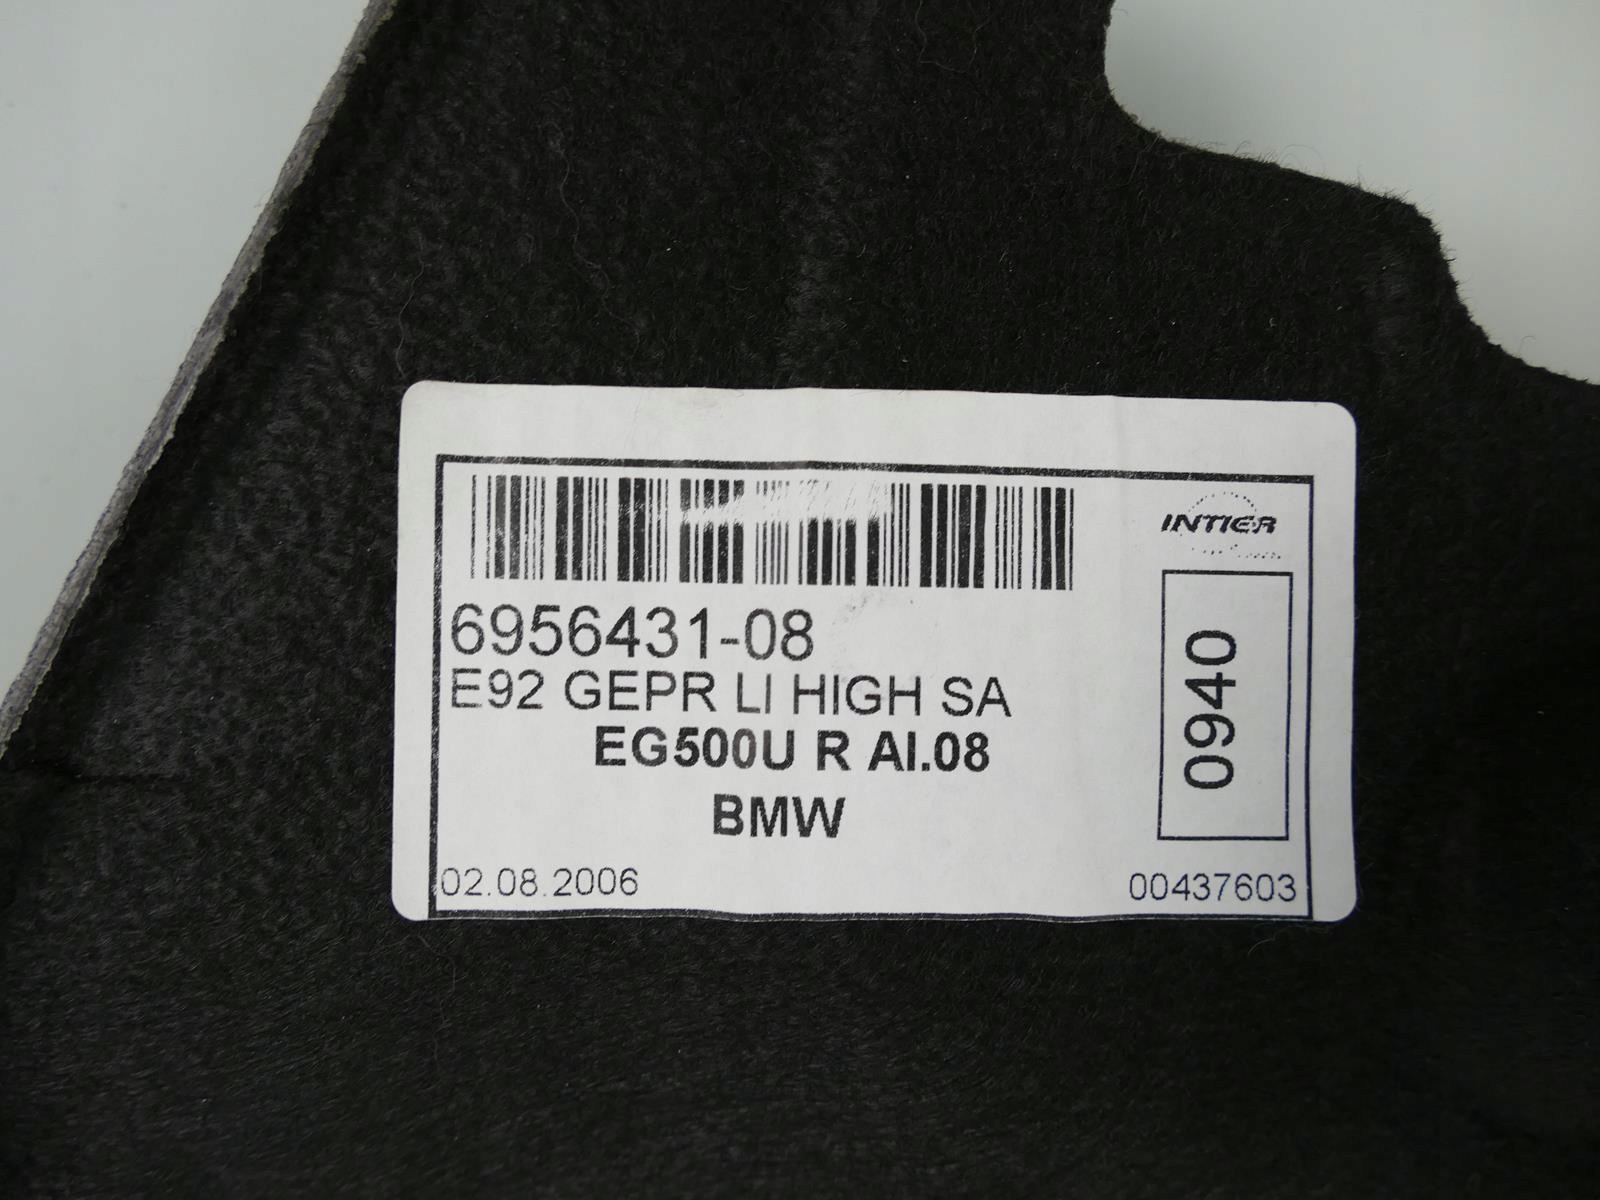 INTIER
6956431-08
E92 GEPR LI HIGH SA
EG500U R AI.08
BMW
0940
02.08.2006
00437603